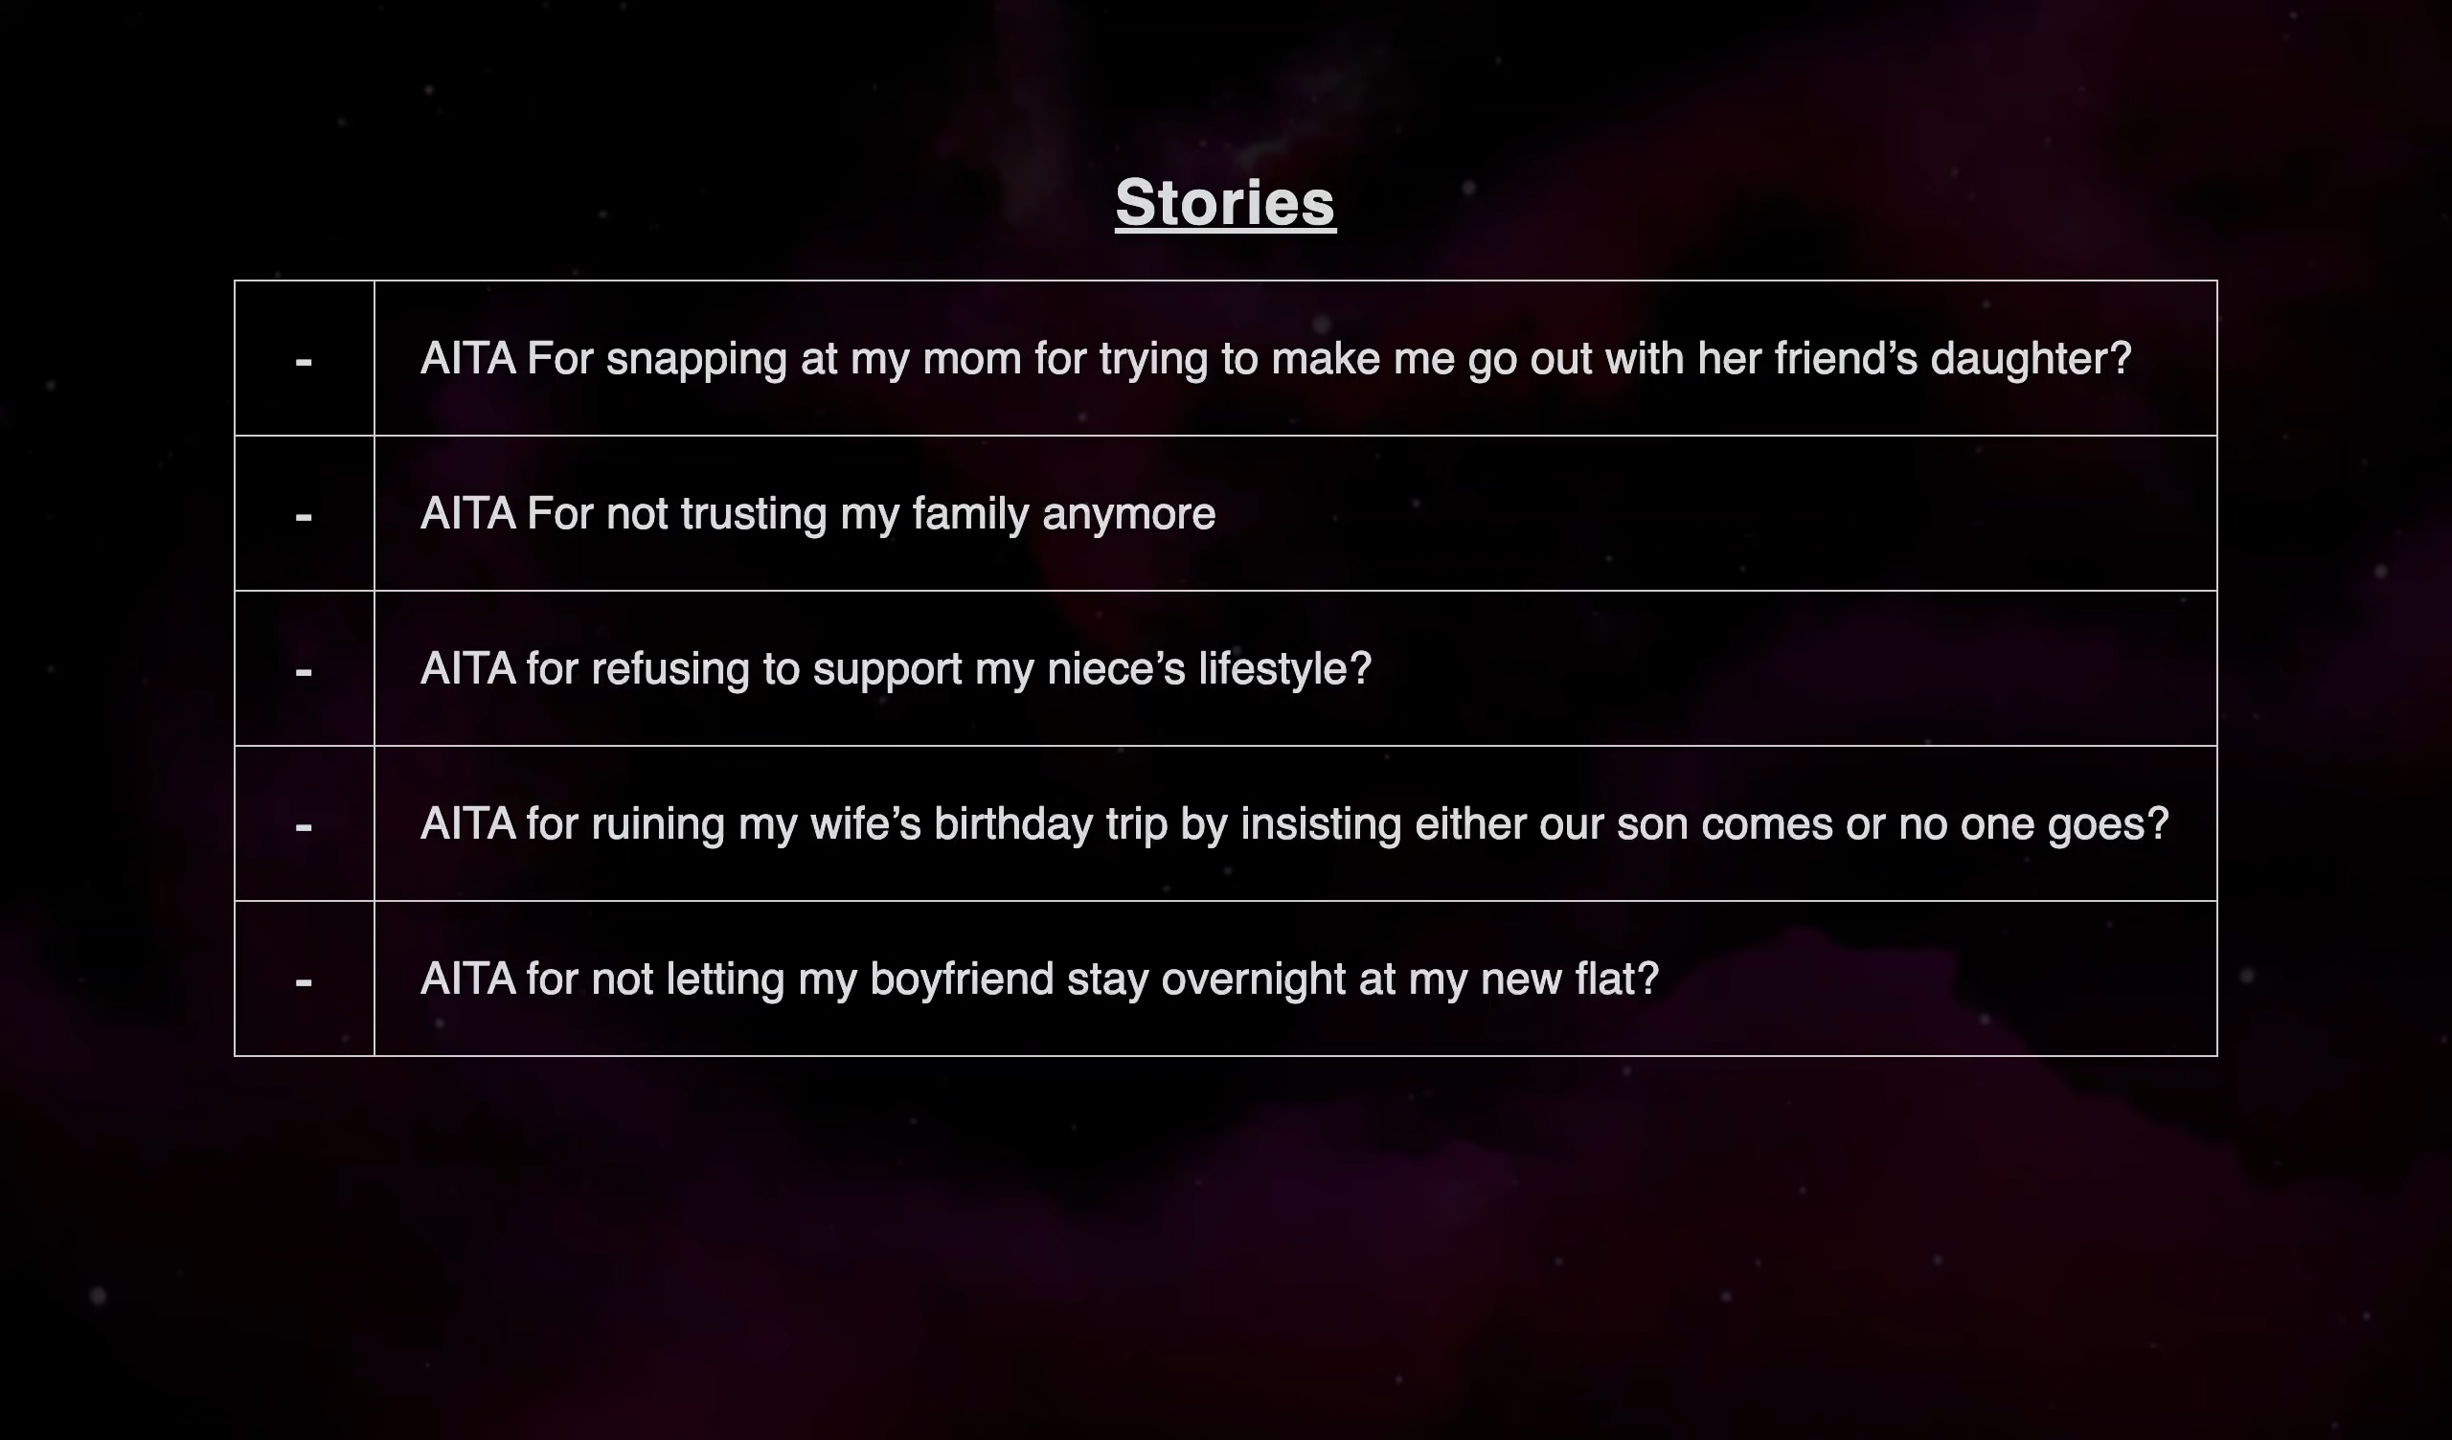 Stories
- AITA For snapping at my mom for trying to make me go out with her friend’s daughter?
- AITA For not trusting my family anymore
- AITA for refusing to support my niece’s lifestyle?
- AITA for ruining my wife’s birthday trip by insisting either our son comes or no one goes?
- AITA for not letting my boyfriend stay overnight at my new flat?